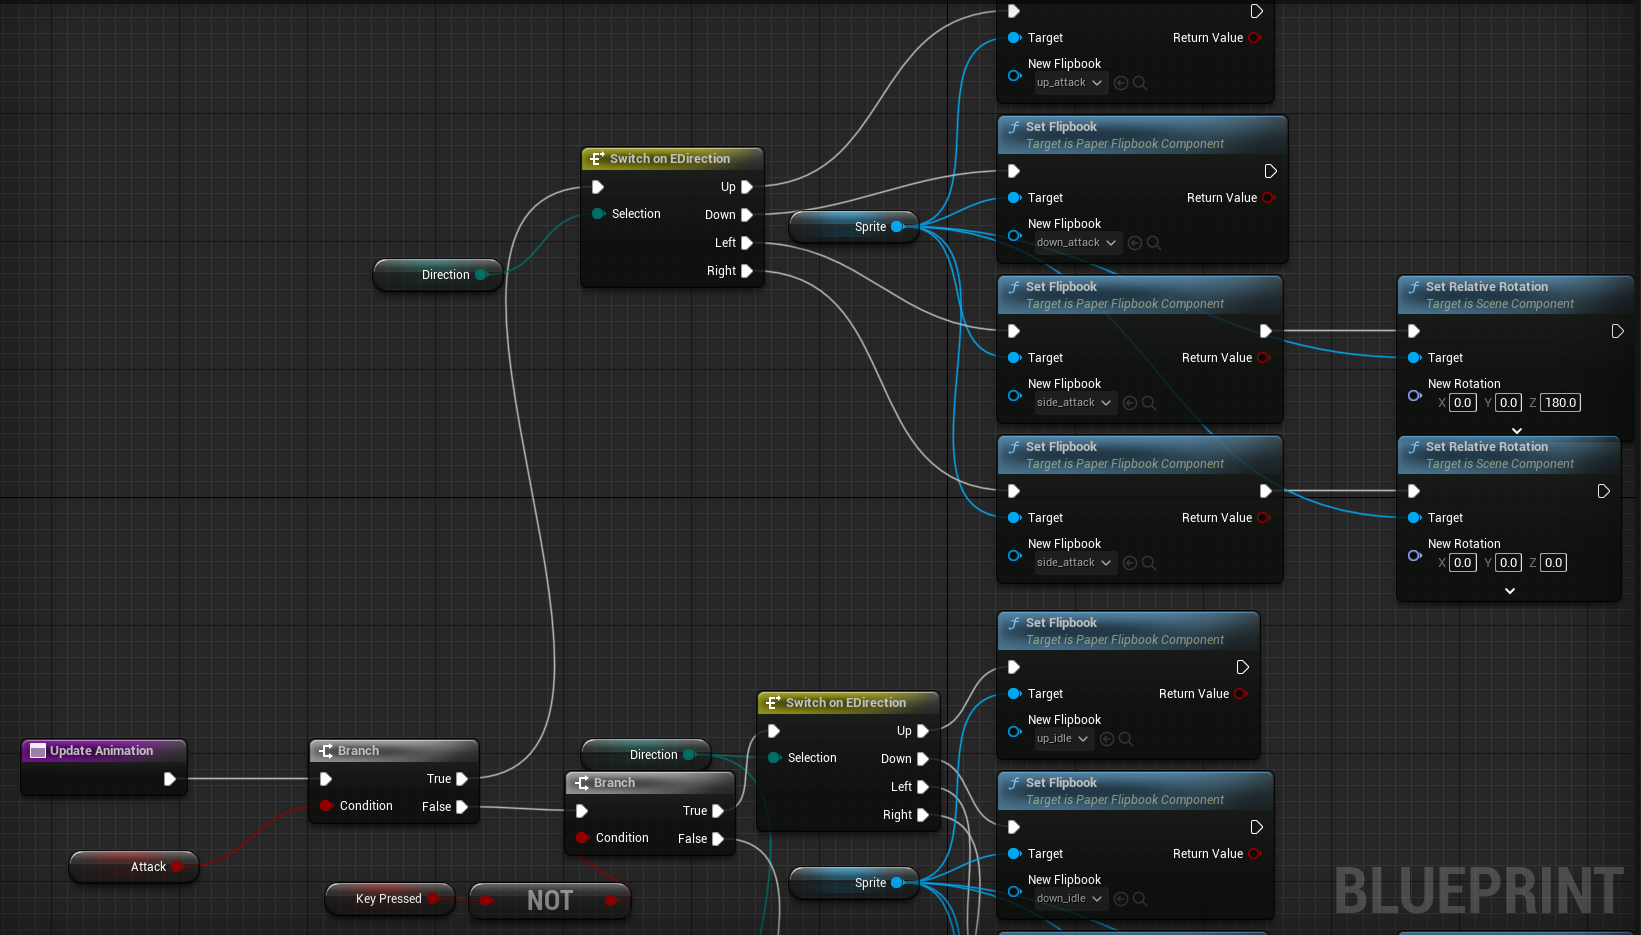 Target
Return Value
New Flipbook
up_attack
Set Flipbook
Target is Paper Flipbook Component
Target
Return Value
New Flipbook
down_attack
Switch on EDirection
Up
Selection
Down
Left
Right
Sprite
Direction
Set Flipbook
Target is Paper Flipbook Component
Target
Return Value
New Flipbook
side_attack
Set Relative Rotation
Target is Scene Component
Target
New Rotation
X 0.0 Y 0.0 Z 180.0
Set Flipbook
Target is Paper Flipbook Component
Target
Return Value
New Flipbook
side_attack
Set Relative Rotation
Target is Scene Component
Target
New Rotation
X 0.0 Y 0.0 Z 0.0
Set Flipbook
Target is Paper Flipbook Component
Target
Return Value
New Flipbook
up_idle
Update Animation
Branch
True
Condition
False
Attack
Direction
Branch
True
Condition
False
Key Pressed
NOT
Switch on EDirection
Up
Selection
Down
Left
Right
Sprite
Set Flipbook
Target is Paper Flipbook Component
Target
Return Value
New Flipbook
down_idle
BLUEPRINT